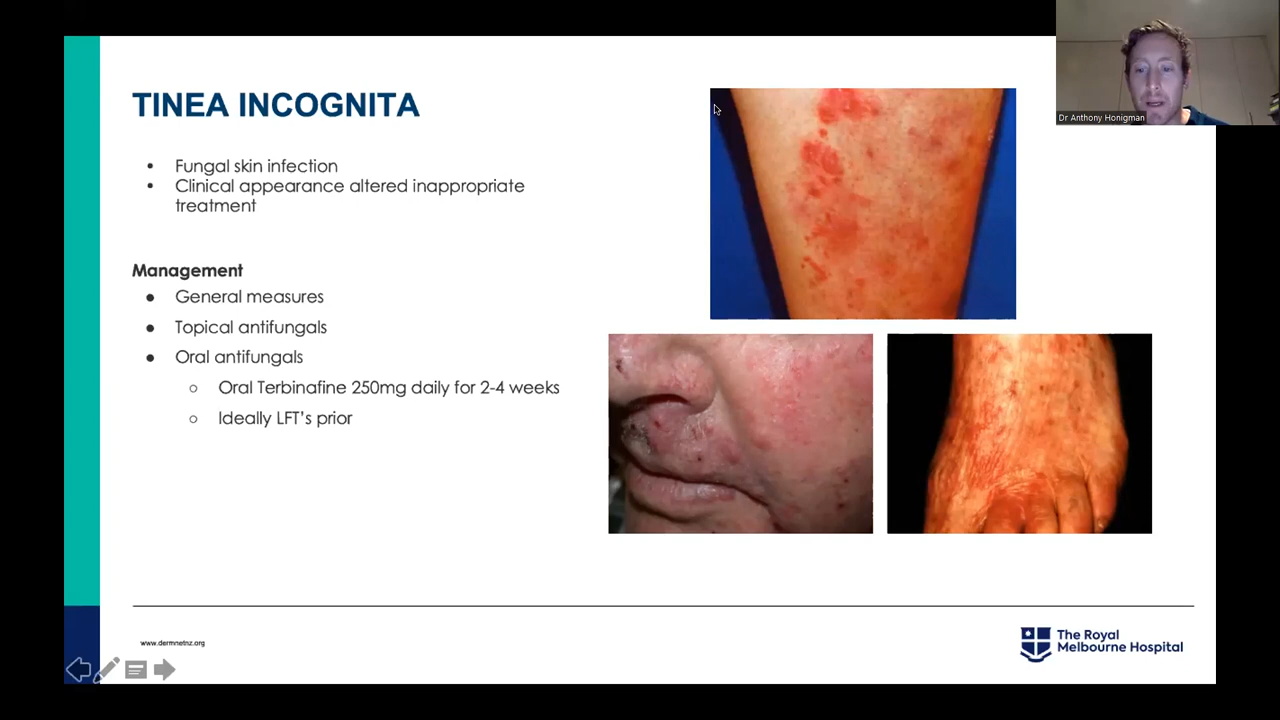 Dr Anthony Honigman
TINEA INCOGNITA
• Fungal skin infection
• Clinical appearance altered inappropriate
treatment
Management
● General measures
● Topical antifungals
● Oral antifungals
○ Oral Terbinafine 250mg daily for 2-4 weeks
○ Ideally LFT's prior
www.dermnetnz.org
The Royal
Melbourne Hospital